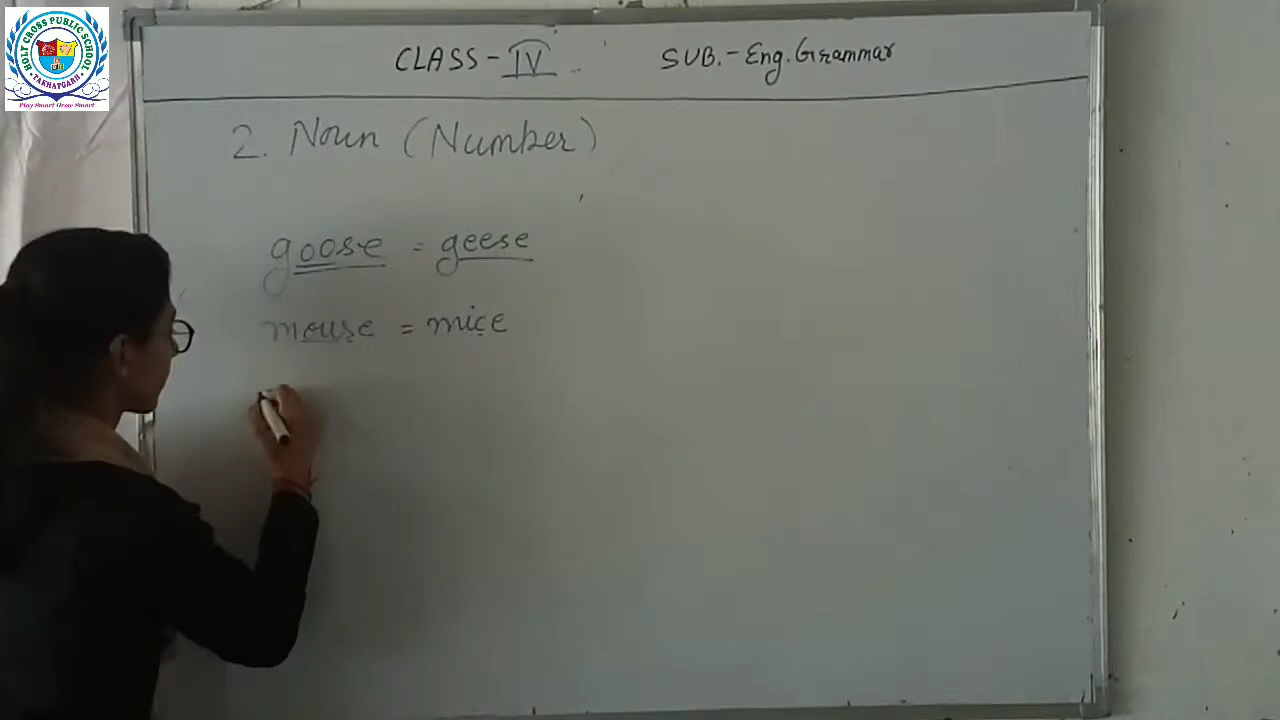 HOLY CROSS PUBLIC SCHOOL
TAKHATGARH
Play Smart Grow Smart
CLASS - IV SUB. - Eng. Grammar
2. Noun (Number)
goose = geese
mouse = mice